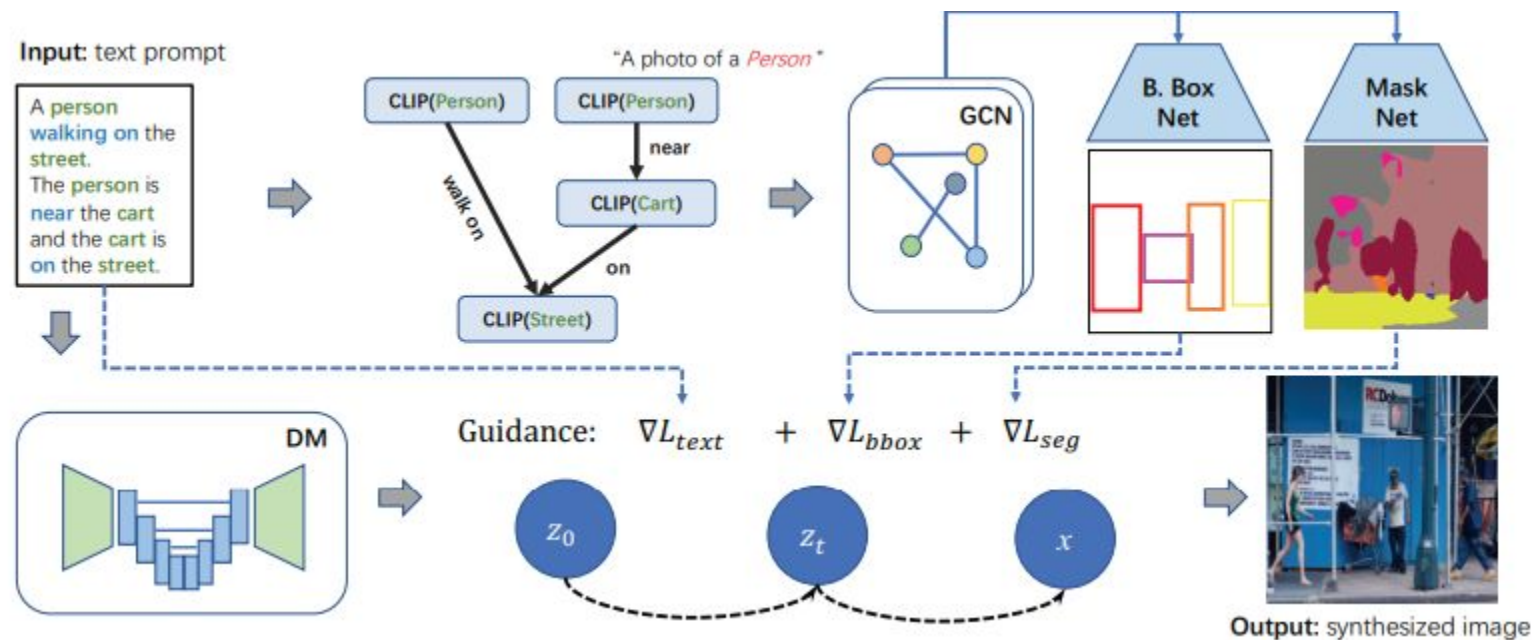 Input: text prompt
A person
walking on the
street.
The person is
near the cart
and the cart is
on the street.
"A photo of a Person"
CLIP(Person)
CLIP(Person)
near
walk on
CLIP(Cart)
on
CLIP(Street)
GCN
B. Box
Net
Mask
Net
DM
Guidance: ∇L_text + ∇L_bbox + ∇L_seg
z_0
z_t
x
Output: synthesized image